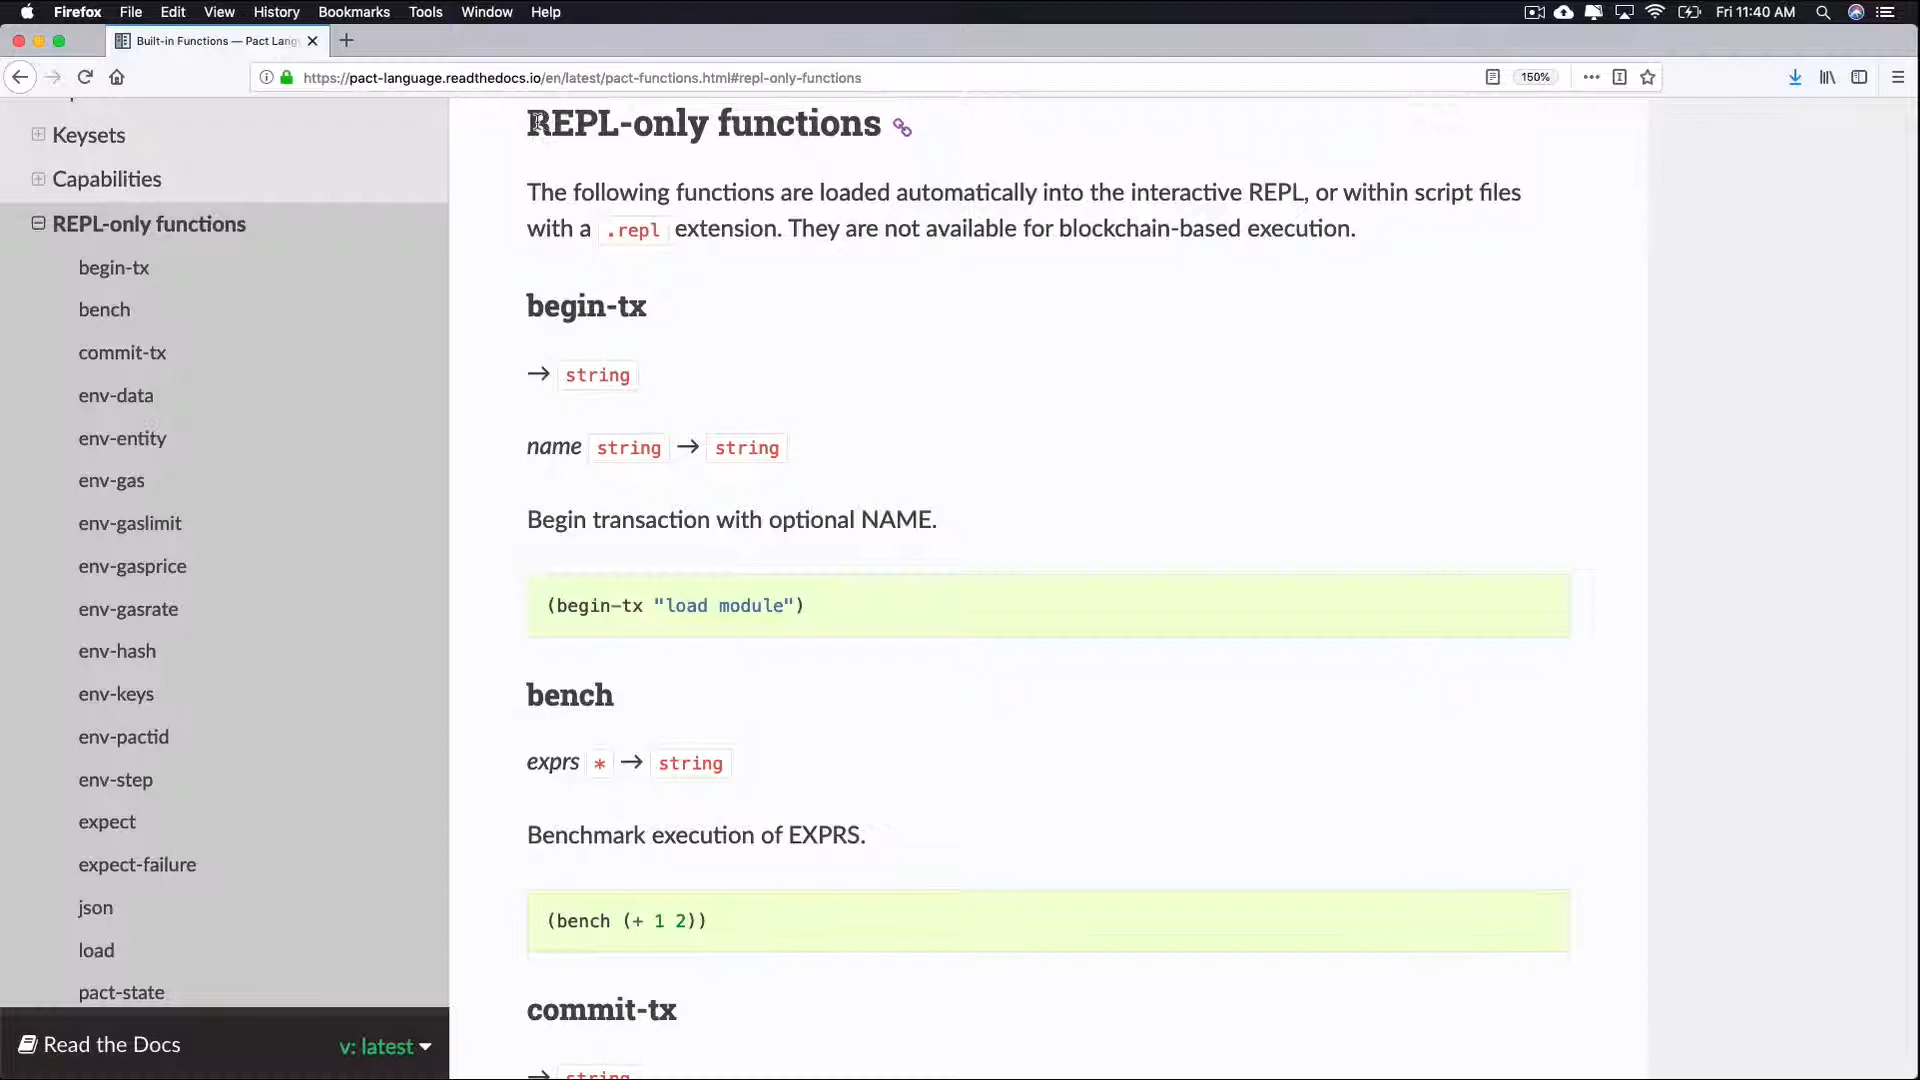 Firefox File Edit View History Bookmarks Tools Window Help Fri 11:40 AM
Built-in Functions — Pact Lang
https://pact-language.readthedocs.io/en/latest/pact-functions.html#repl-only-functions 150%
Keysets
Capabilities
REPL-only functions
begin-tx
bench
commit-tx
env-data
env-entity
env-gas
env-gaslimit
env-gasprice
env-gasrate
env-hash
env-keys
env-pactid
env-step
expect
expect-failure
json
load
pact-state
Read the Docs v: latest
REPL-only functions
The following functions are loaded automatically into the interactive REPL, or within script files
with a .repl extension. They are not available for blockchain-based execution.
begin-tx
→ string
name string → string
Begin transaction with optional NAME.
(begin-tx "load module")
bench
exprs * → string
Benchmark execution of EXPRS.
(bench (+ 1 2))
commit-tx
→ string